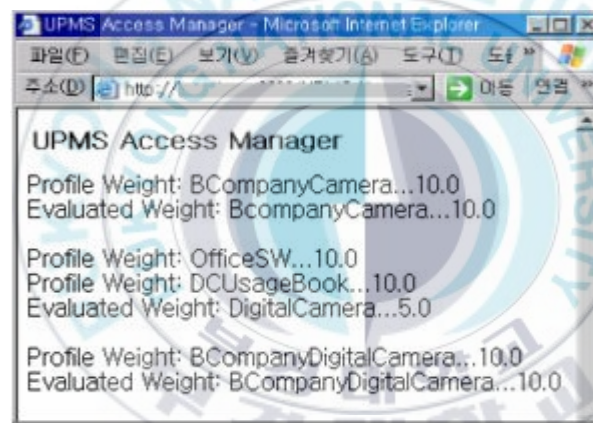 UPMS Access Manager - Microsoft Internet Explorer
파일(F) 편집(E) 보기(V) 즐겨찾기(A) 도구(T) »
주소(D) http:// 이동 연결 »
UPMS Access Manager
Profile Weight: BCompanyCamera...10.0
Evaluated Weight: BcompanyCamera...10.0
Profile Weight: OfficeSW...10.0
Profile Weight: DCUsageBook...10.0
Evaluated Weight: DigitalCamera...5.0
Profile Weight: BCompanyDigitalCamera...10.0
Evaluated Weight: BCompanyDigitalCamera...10.0